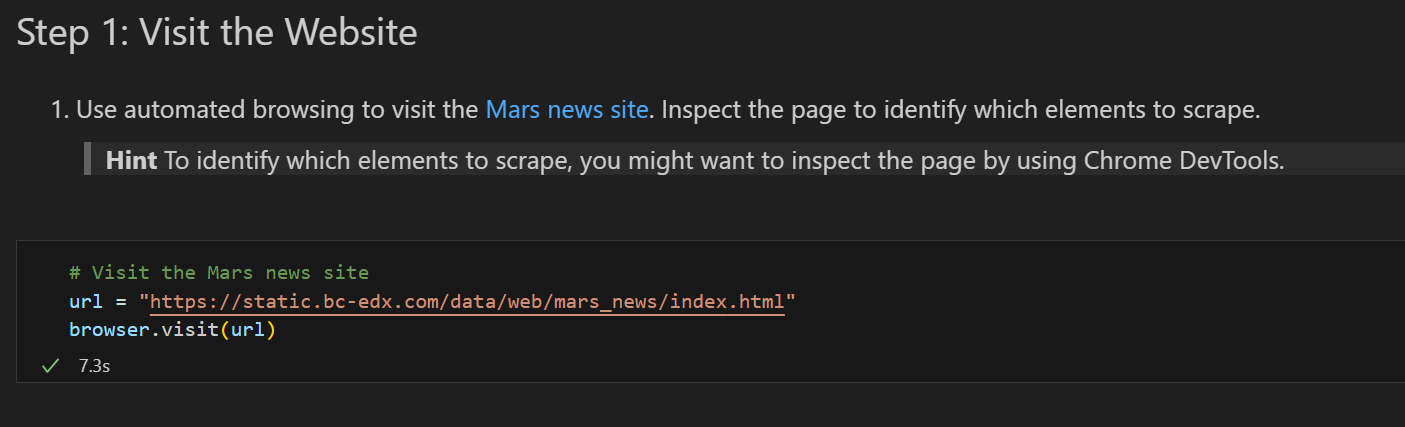 Step 1: Visit the Website
1. Use automated browsing to visit the Mars news site. Inspect the page to identify which elements to scrape.
Hint To identify which elements to scrape, you might want to inspect the page by using Chrome DevTools.
# Visit the Mars news site
url = "https://static.bc-edx.com/data/web/mars_news/index.html"
browser.visit(url)
7.3s